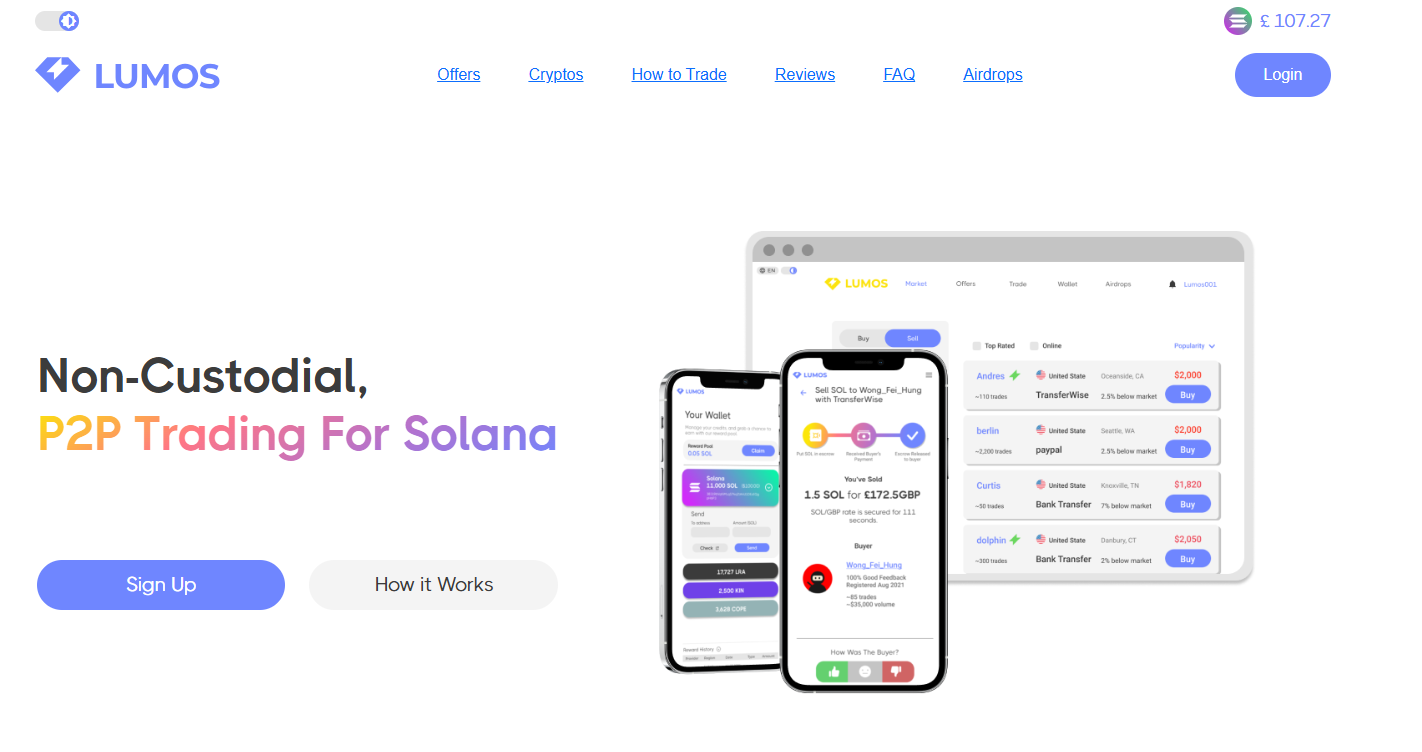 £ 107.27
LUMOS
Offers
Cryptos
How to Trade
Reviews
FAQ
Airdrops
Login
Non-Custodial,
P2P Trading For Solana
Sign Up
How it Works
EN
LUMOS
Market
Offers
Trade
Wallet
Airdrops
Lumos001
Buy
Sell
Top Rated
Online
Popularity
Andres
United State
Oceanside, CA
$2,000
~110 trades
TransferWise
2.5% below market
Buy
berlin
United State
Seattle, WA
$2,000
~2,200 trades
paypal
2.5% below market
Buy
Curtis
United State
Knoxville, TN
$1,820
~50 trades
Bank Transfer
7% below market
Buy
dolphin
United State
Danbury, CT
$2,050
~300 trades
Bank Transfer
2% below market
Buy
LUMOS
Your Wallet
Reward Pool
0.05 SOL
Claim
Solana
11.000 SOL
Send
To address
Amount (SOL)
Check
Send
17,727 LRA
2,500 KIN
3,628 COPE
Reward History
LUMOS
Sell SOL to Wong_Fei_Hung
with TransferWise
Put SOL in escrow
Received Buyer's
Payment
Escrow Released
to buyer
You've Sold
1.5 SOL for £172.5GBP
SOL/GBP rate is secured for 111
seconds.
Buyer
Wong_Fei_Hung
100% Good Feedback
Registered Aug 2021
~85 trades
~$35,000 volume
How Was The Buyer?